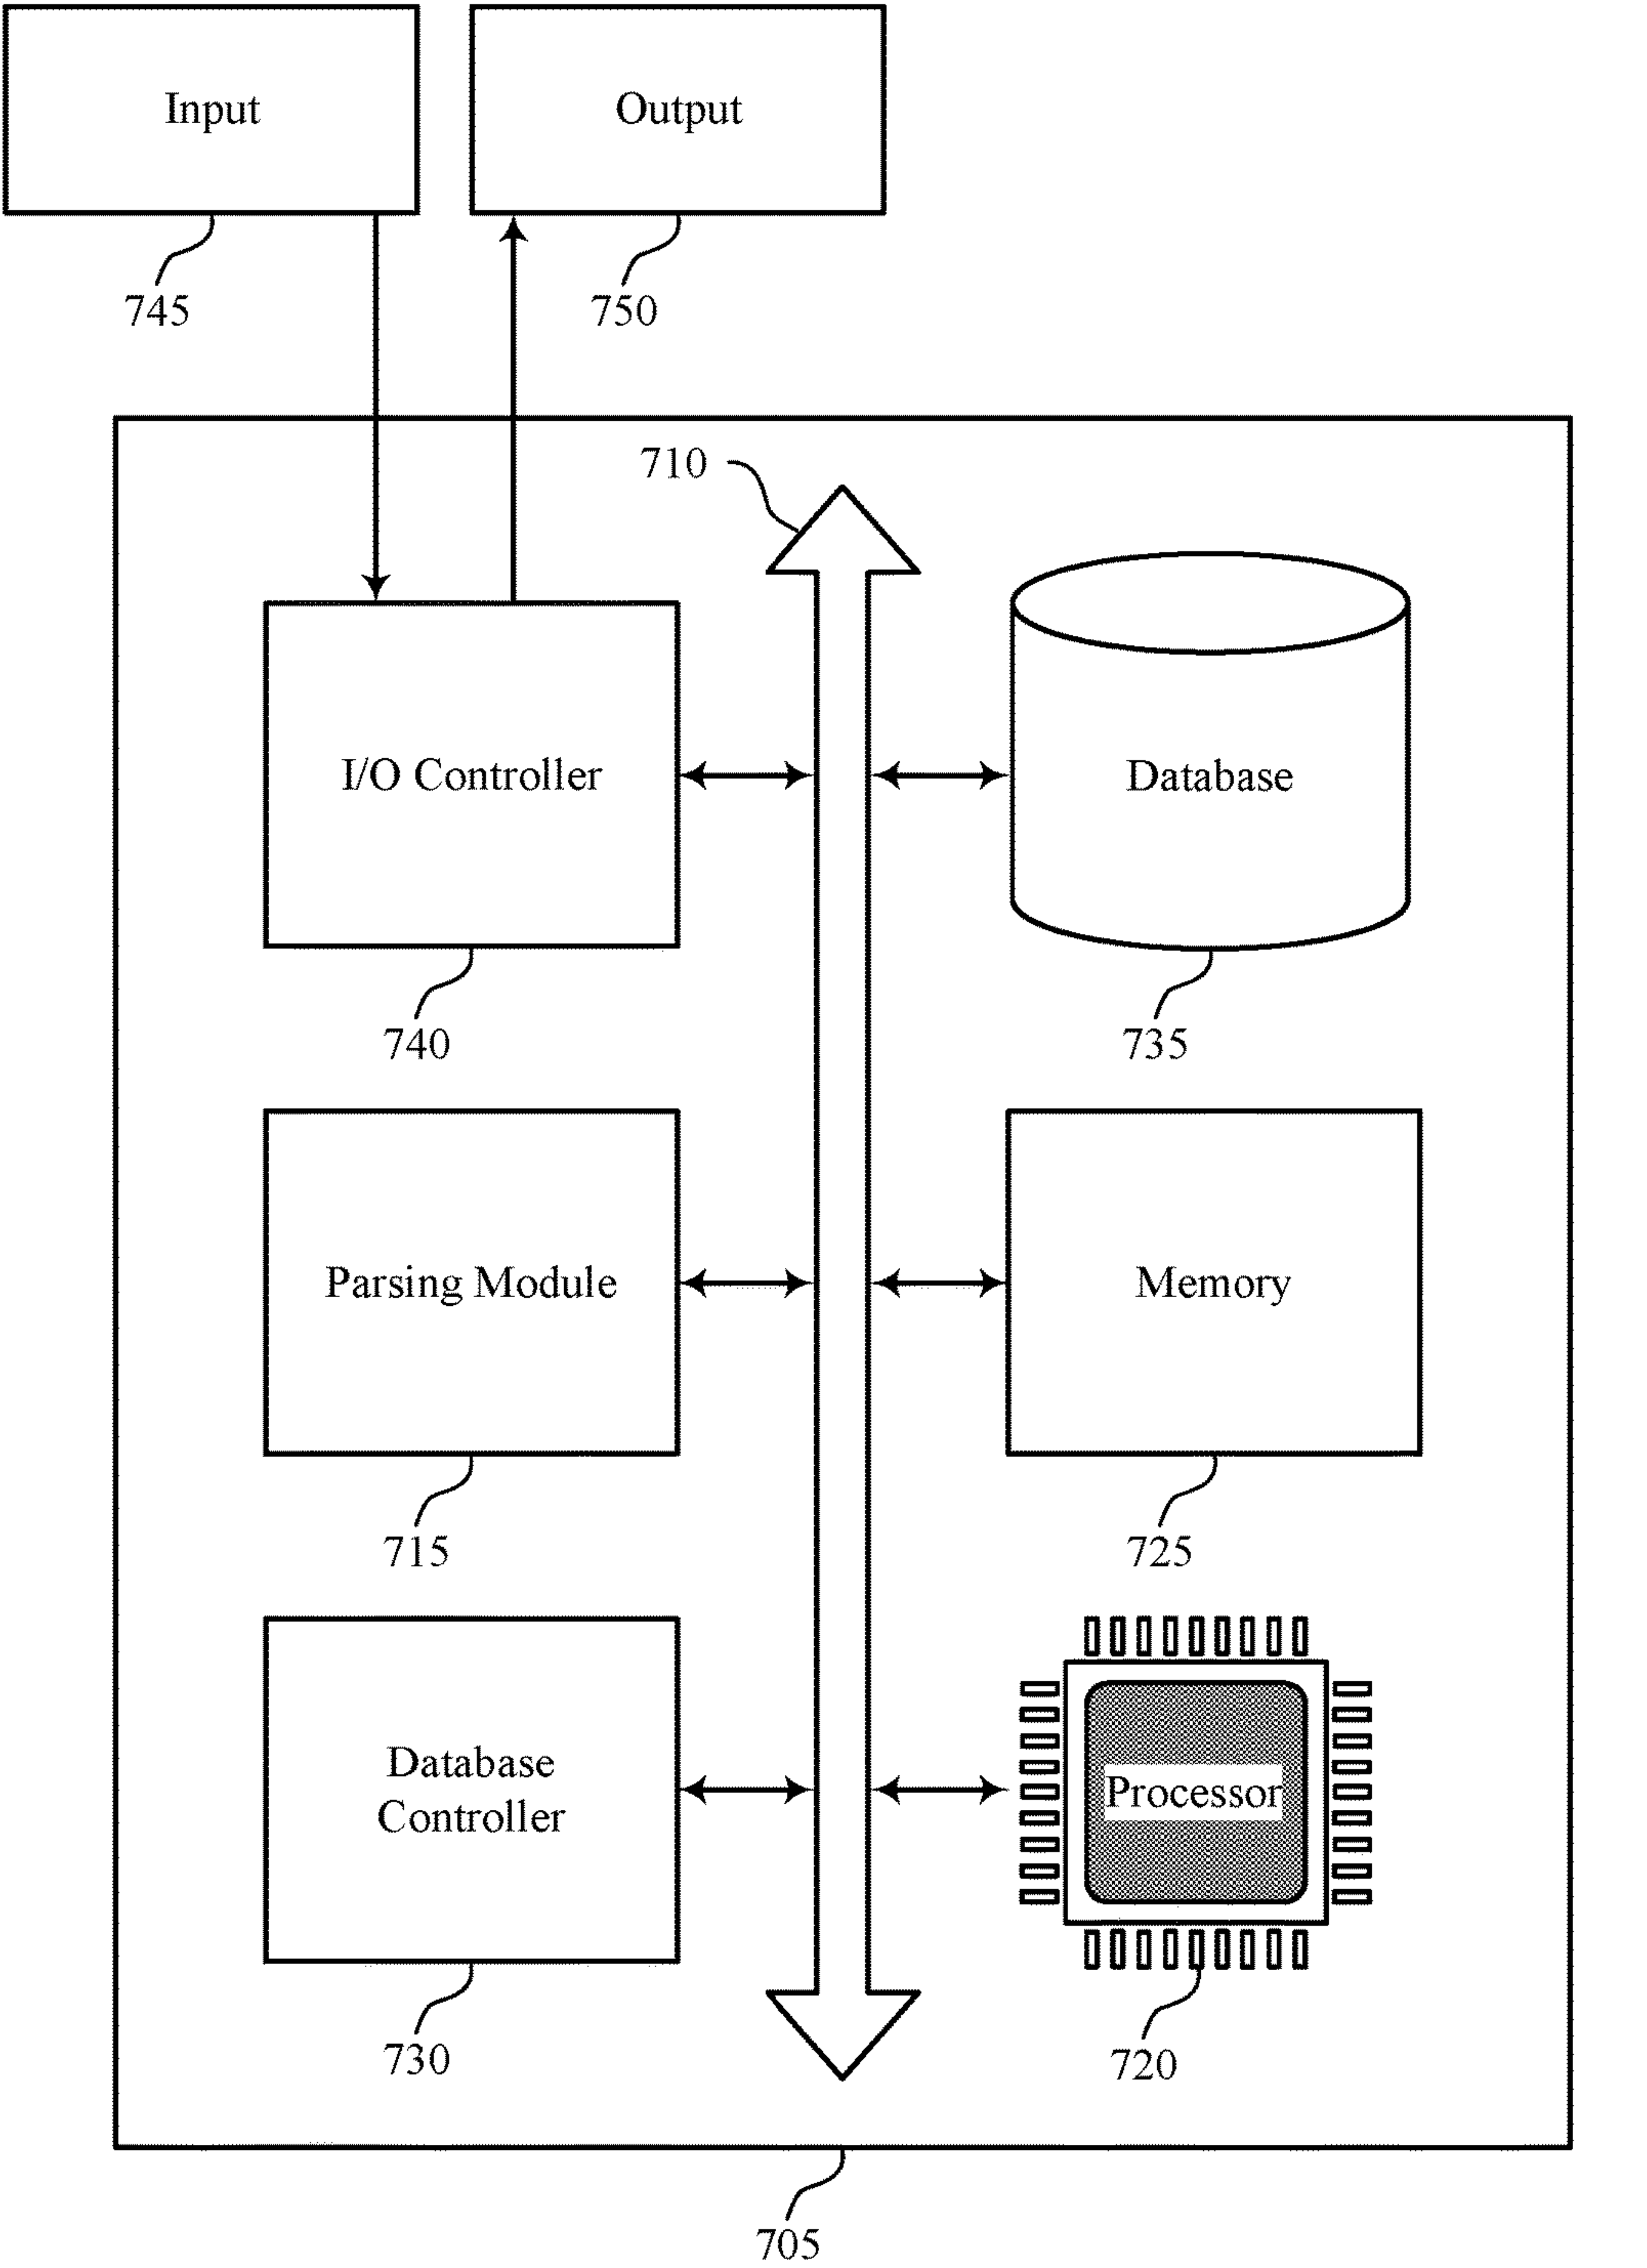 Input
Output
745
750
710
I/O Controller
Database
740
735
Parsing Module
Memory
715
725
Database
Controller
Processor
730
720
705